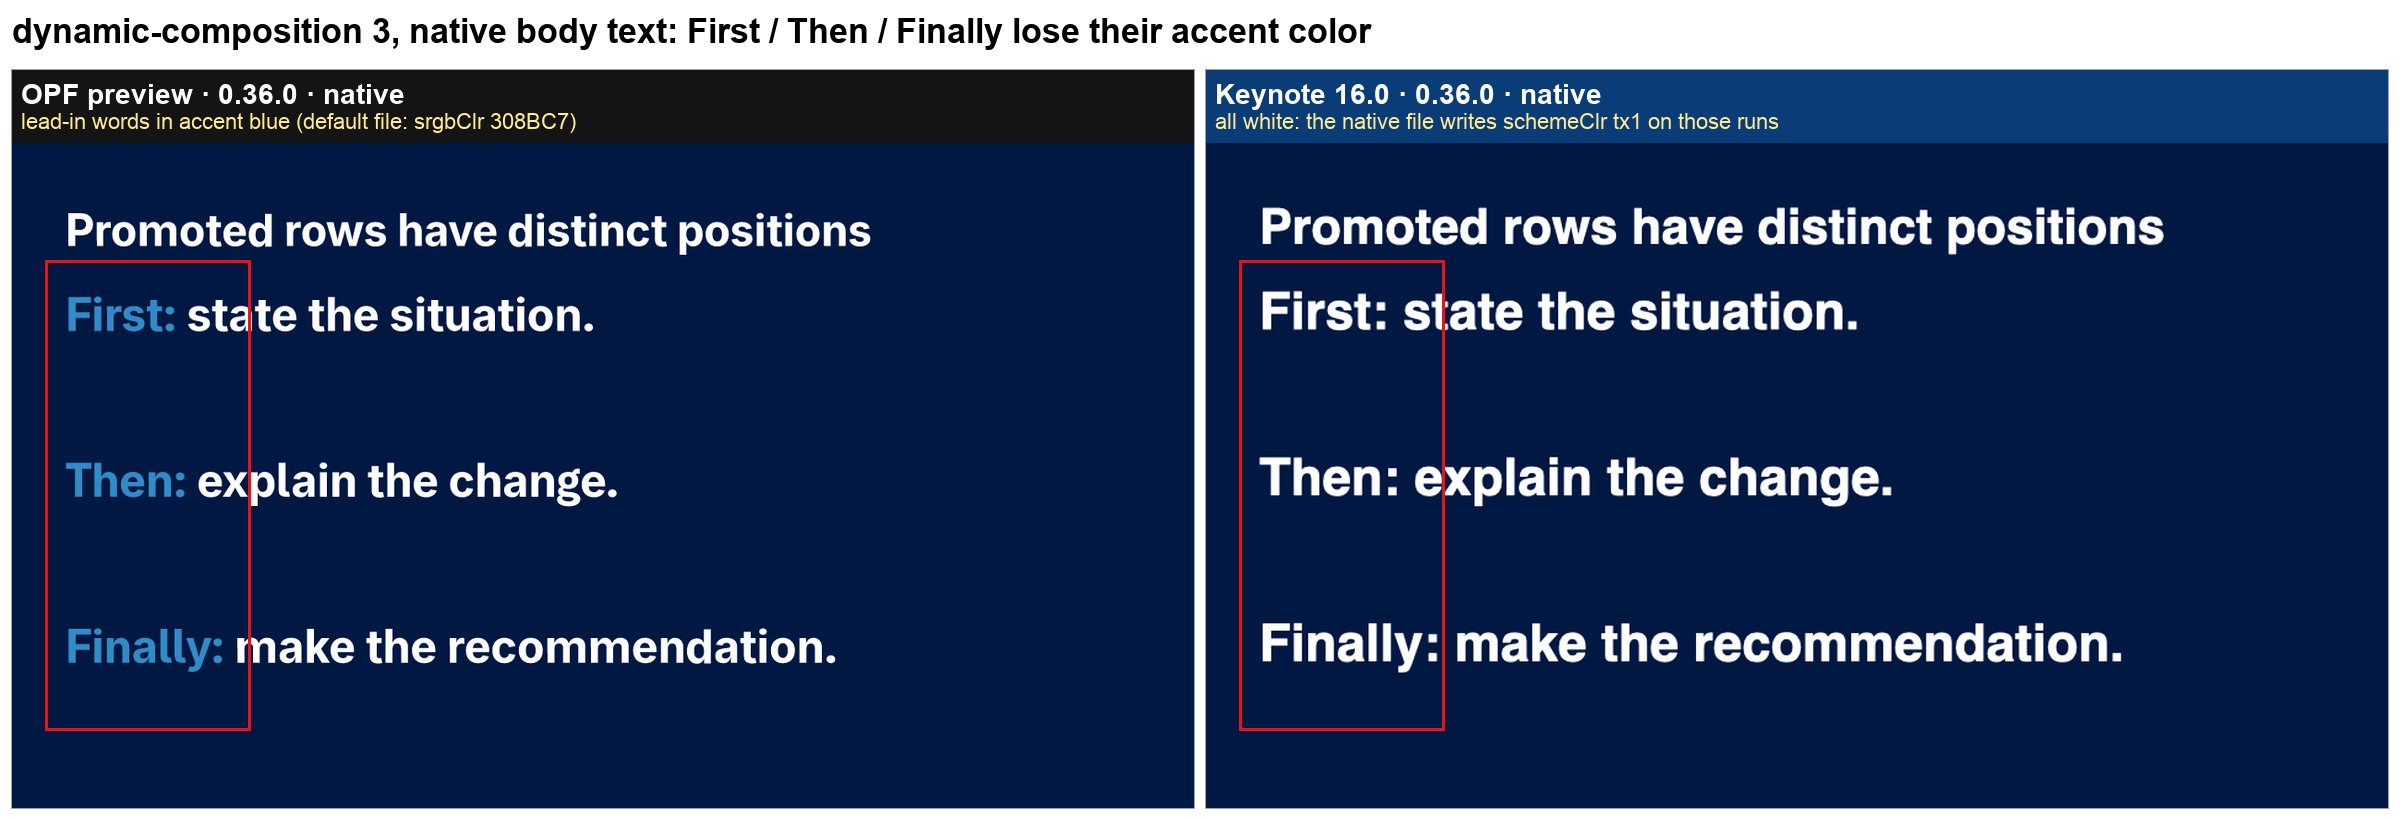 dynamic-composition 3, native body text: First / Then / Finally lose their accent color
OPF preview · 0.36.0 · native
lead-in words in accent blue (default file: srgbClr 308BC7)
Promoted rows have distinct positions
First: state the situation.
Then: explain the change.
Finally: make the recommendation.
Keynote 16.0 · 0.36.0 · native
all white: the native file writes schemeClr tx1 on those runs
Promoted rows have distinct positions
First: state the situation.
Then: explain the change.
Finally: make the recommendation.